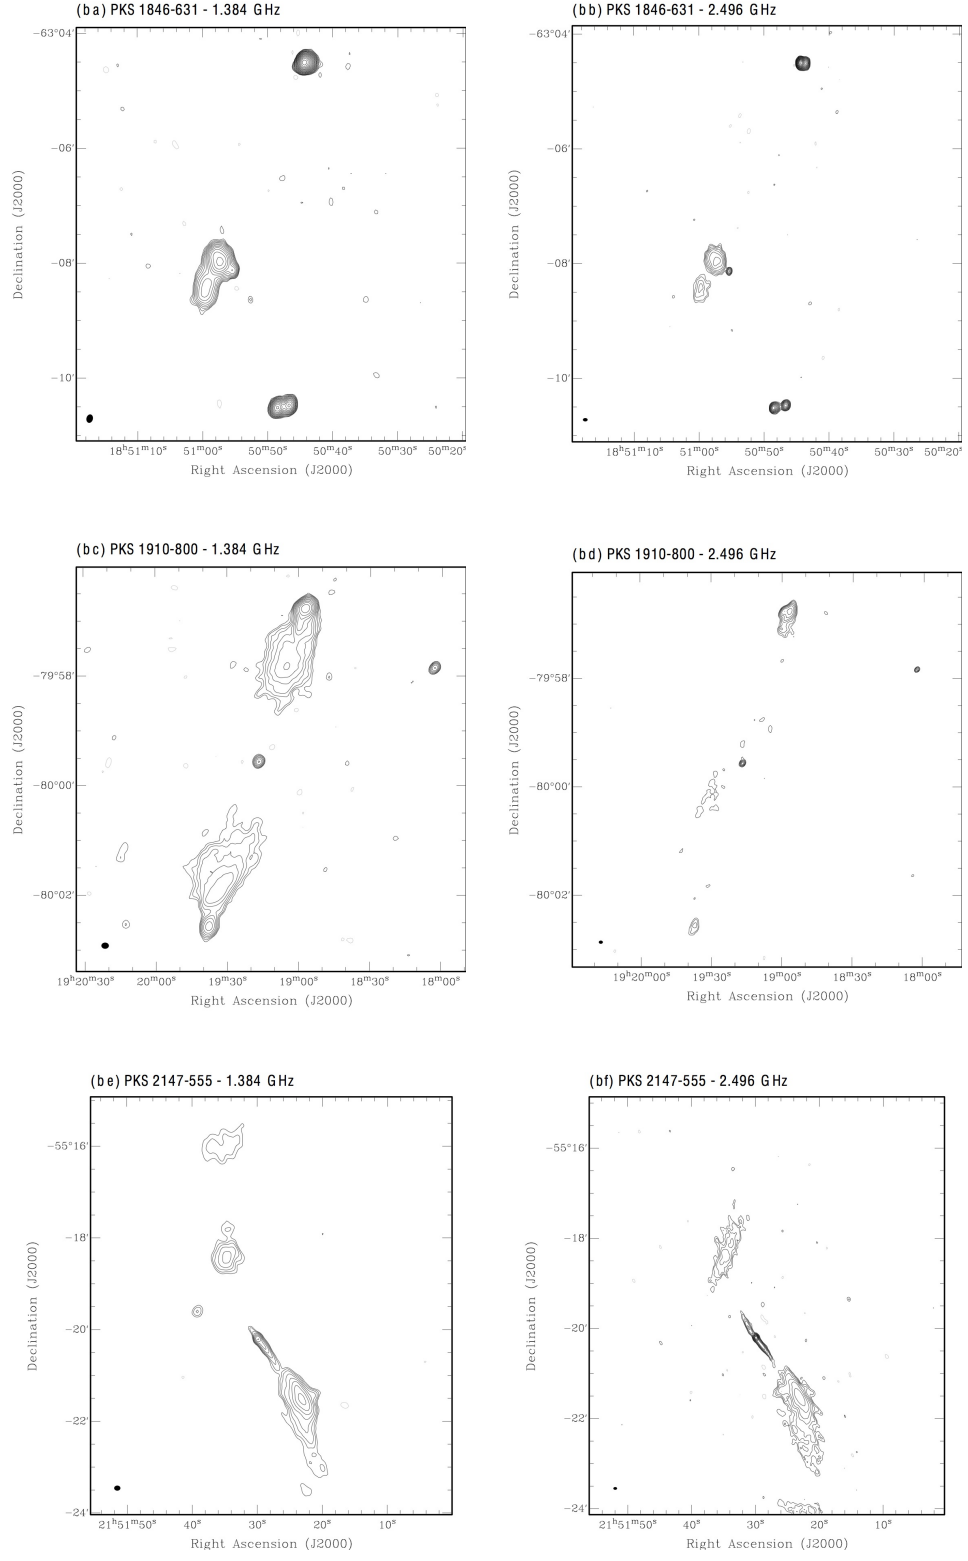 (ba) PKS 1846-631 - 1.384 GHz
(bb) PKS 1846-631 - 2.496 GHz
−63°04′
−06′
−08′
−10′
Declination (J2000)
18ʰ51ᵐ10ˢ 51ᵐ00ˢ 50ᵐ50ˢ 50ᵐ40ˢ 50ᵐ30ˢ 50ᵐ20ˢ
Right Ascension (J2000)
−63°04′
−06′
−08′
−10′
Declination (J2000)
18ʰ51ᵐ10ˢ 51ᵐ00ˢ 50ᵐ50ˢ 50ᵐ40ˢ 50ᵐ30ˢ 50ᵐ20ˢ
Right Ascension (J2000)
(bc) PKS 1910-800 - 1.384 GHz
(bd) PKS 1910-800 - 2.496 GHz
−79°58′
−80°00′
−80°02′
Declination (J2000)
19ʰ20ᵐ30ˢ 20ᵐ00ˢ 19ᵐ30ˢ 19ᵐ00ˢ 18ᵐ30ˢ 18ᵐ00ˢ
Right Ascension (J2000)
−79°58′
−80°00′
−80°02′
Declination (J2000)
19ʰ20ᵐ00ˢ 19ᵐ30ˢ 19ᵐ00ˢ 18ᵐ30ˢ 18ᵐ00ˢ
Right Ascension (J2000)
(be) PKS 2147-555 - 1.384 GHz
(bf) PKS 2147-555 - 2.496 GHz
−55°16′
−18′
−20′
−22′
−24′
Declination (J2000)
21ʰ51ᵐ50ˢ 40ˢ 30ˢ 20ˢ 10ˢ
Right Ascension (J2000)
−55°16′
−18′
−20′
−22′
−24′
Declination (J2000)
21ʰ51ᵐ50ˢ 40ˢ 30ˢ 20ˢ 10ˢ
Right Ascension (J2000)